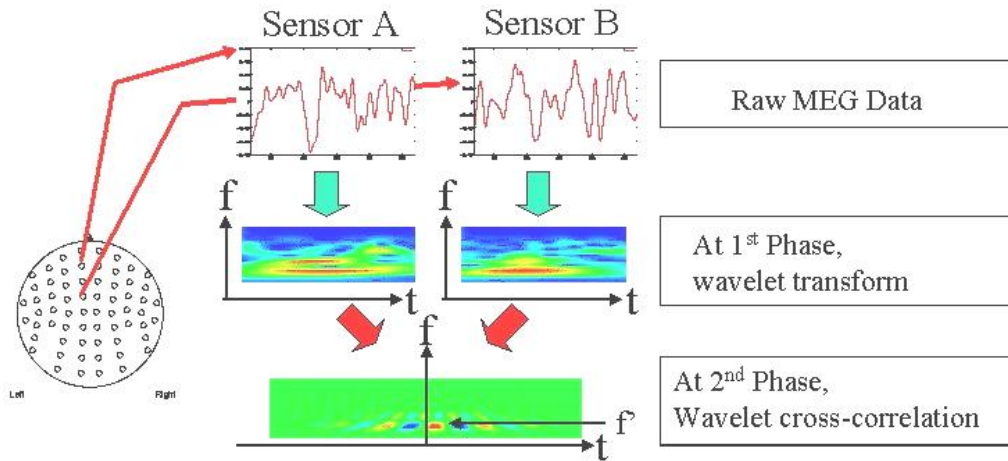 Sensor A
Sensor B
Raw MEG Data
f
f
At 1st Phase,
wavelet transform
t
t
f
At 2nd Phase,
Wavelet cross-correlation
f'
t
Left
Right